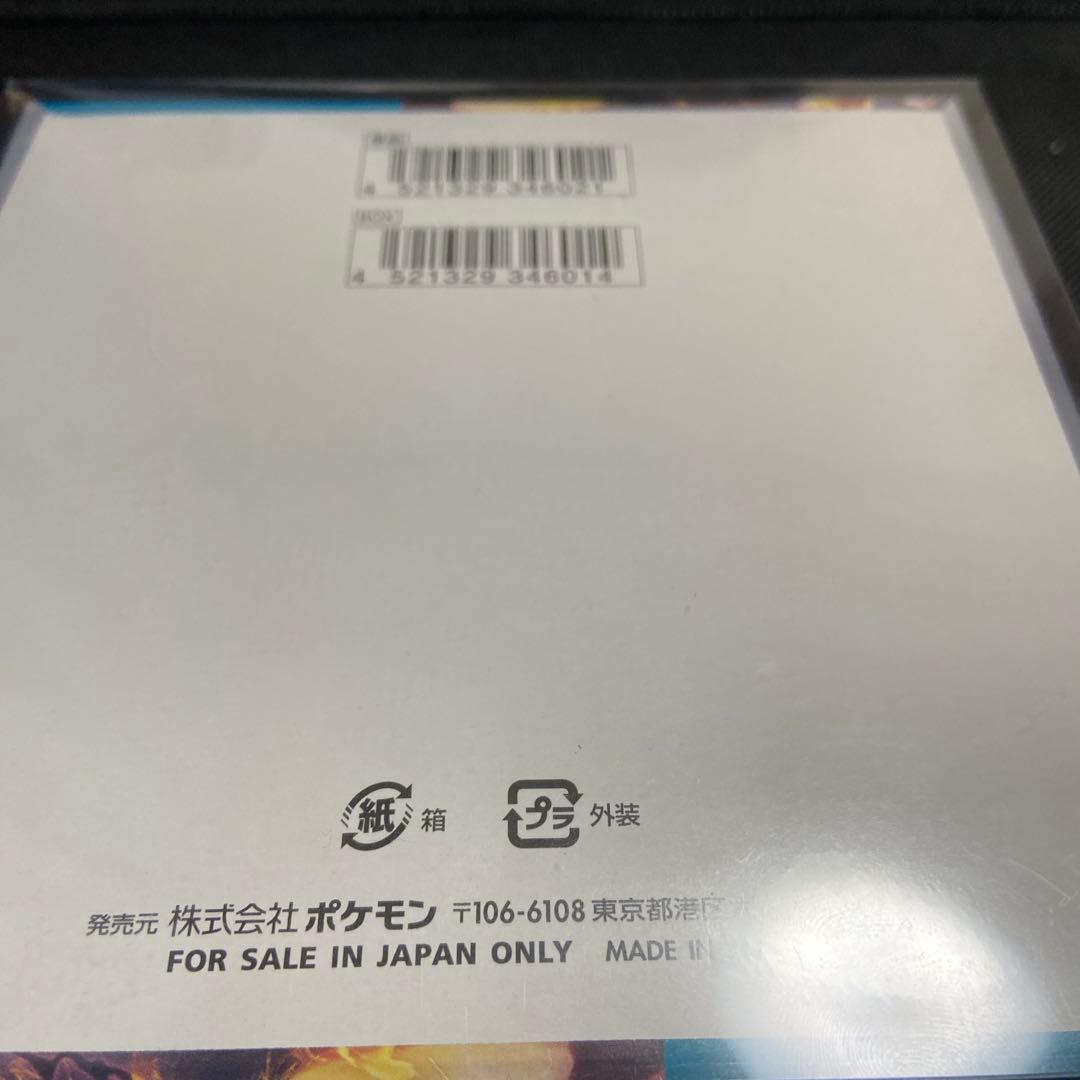 4 521329 346021
4 521329 346014
紙 箱
プラ 外装
発売元 株式会社 ポケモン 〒106-6108 東京都港区
FOR SALE IN JAPAN ONLY MADE IN